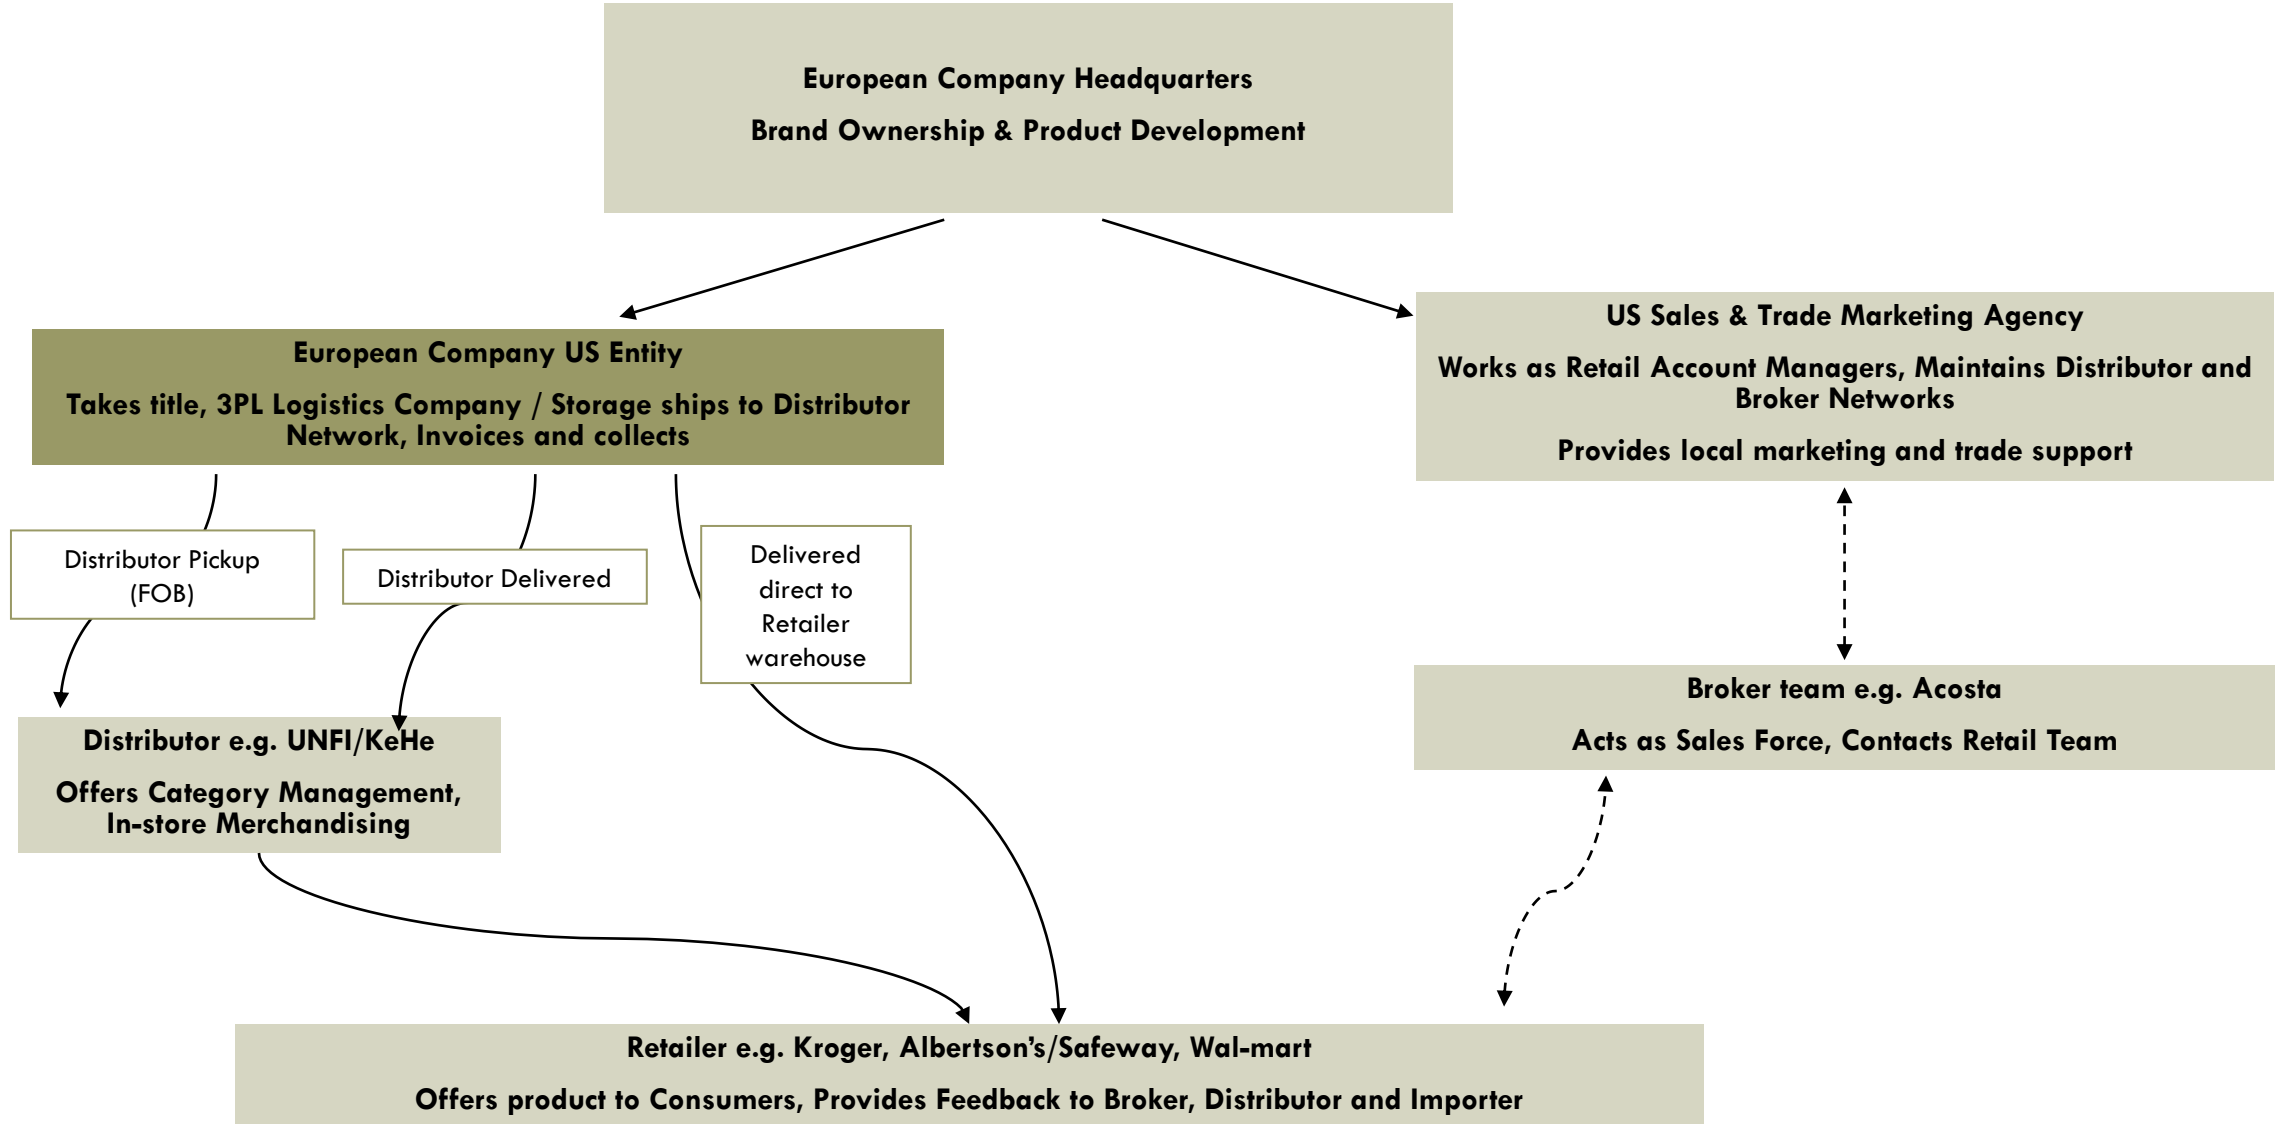 European Company Headquarters
Brand Ownership & Product Development
European Company US Entity
Takes title, 3PL Logistics Company / Storage ships to Distributor
Network, Invoices and collects
US Sales & Trade Marketing Agency
Works as Retail Account Managers, Maintains Distributor and
Broker Networks
Provides local marketing and trade support
Distributor Pickup
(FOB)
Distributor Delivered
Delivered
direct to
Retailer
warehouse
Distributor e.g. UNFI/KeHe
Offers Category Management,
In-store Merchandising
Broker team e.g. Acosta
Acts as Sales Force, Contacts Retail Team
Retailer e.g. Kroger, Albertson’s/Safeway, Wal-mart
Offers product to Consumers, Provides Feedback to Broker, Distributor and Importer